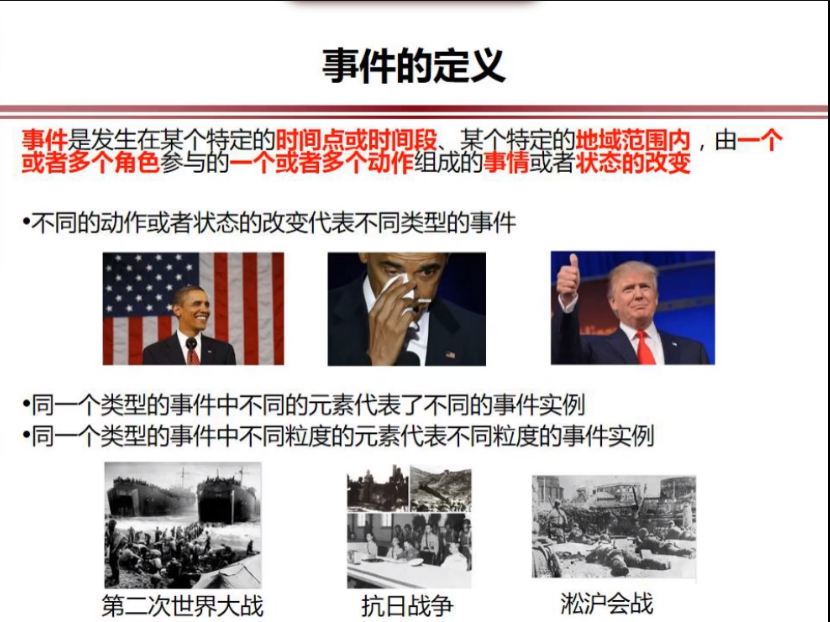 事件的定义
事件是发生在某个特定的时间点或时间段、某个特定的地域范围内，由一个
或者多个角色参与的一个或者多个动作组成的事情或者状态的改变
•不同的动作或者状态的改变代表不同类型的事件
•同一个类型的事件中不同的元素代表了不同的事件实例
•同一个类型的事件中不同粒度的元素代表不同粒度的事件实例
第二次世界大战
抗日战争
淞沪会战